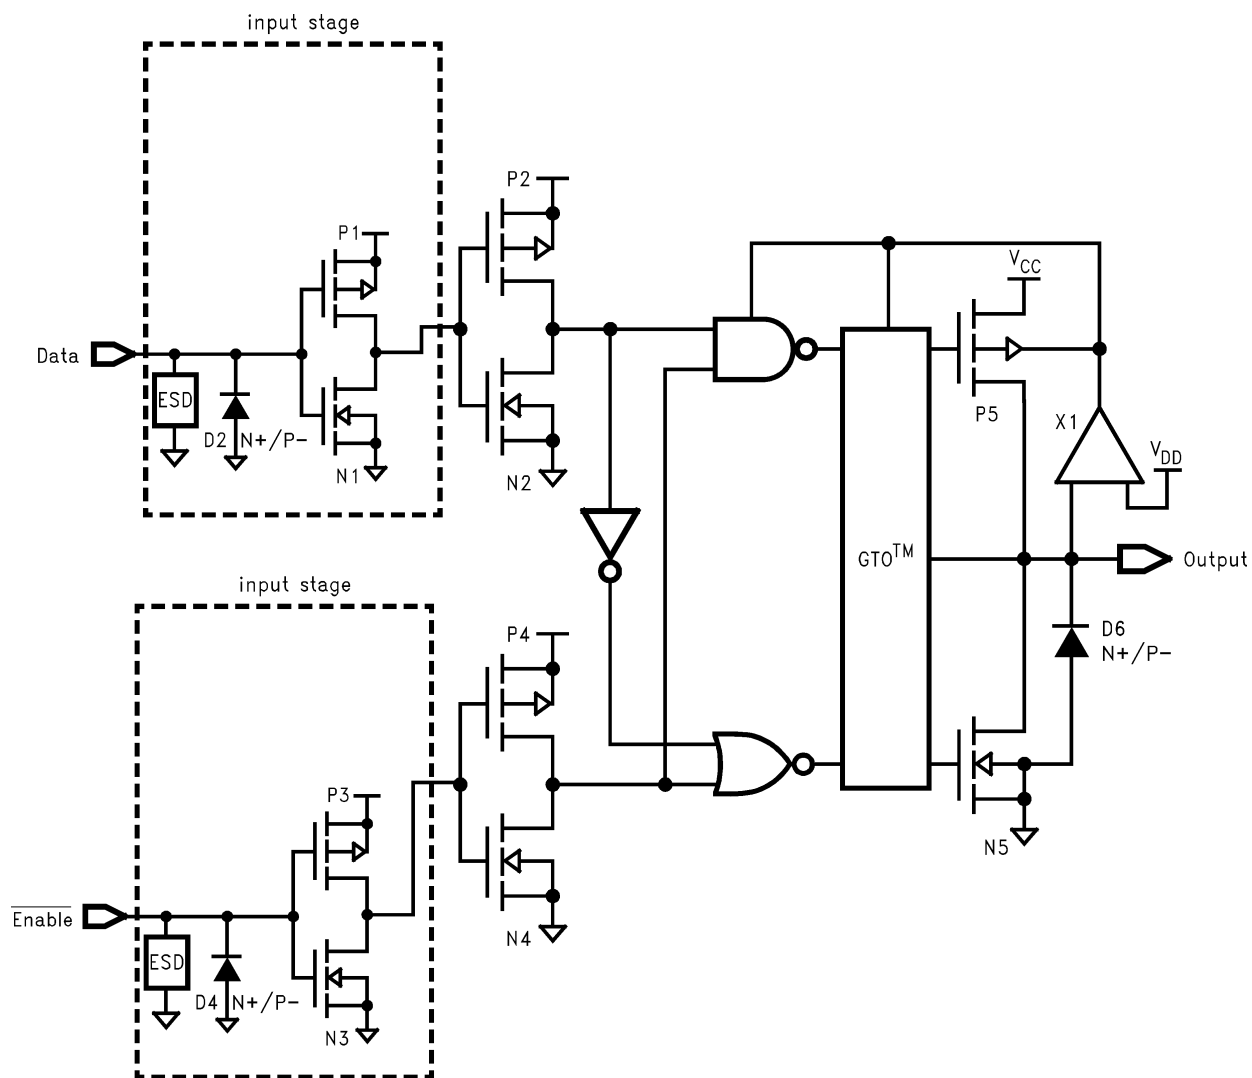 input stage
P2
P1
VCC
Data
ESD
D2 N+/P-
N1
N2
P5
X1
VDD
GTO™
Output
input stage
P4
D6
N+/P-
P3
N5
Enable
ESD
D4 N+/P-
N3
N4